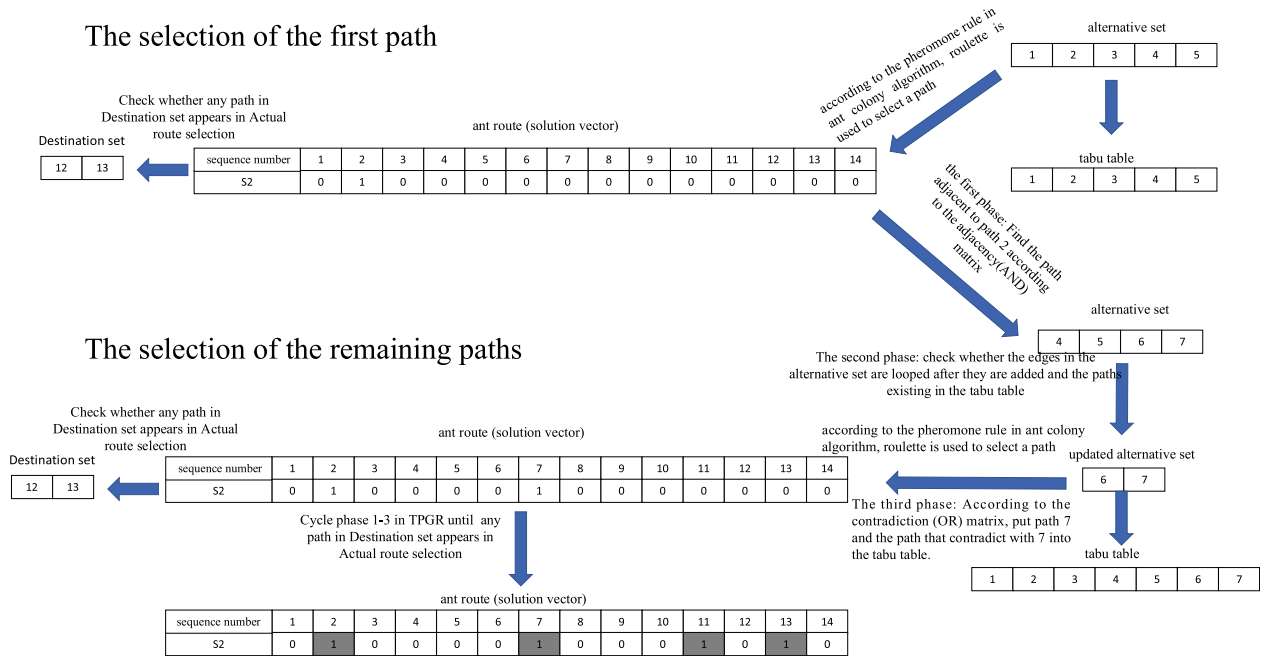 The selection of the first path
according to the pheromone rule in
ant colony algorithm, roulette is
used to select a path
alternative set
1 2 3 4 5
Check whether any path in
Destination set appears in Actual
route selection
Destination set
12 13
ant route (solution vector)
sequence number 1 2 3 4 5 6 7 8 9 10 11 12 13 14
S2 0 1 0 0 0 0 0 0 0 0 0 0 0 0
tabu table
1 2 3 4 5
the first phase: Find the path
adjacent to path 2 according
to the adjacency(AND)
matrix
alternative set
4 5 6 7
The selection of the remaining paths
The second phase: check whether the edges in the
alternative set are looped after they are added and the paths
existing in the tabu table
Check whether any path in
Destination set appears in Actual
route selection
Destination set
12 13
ant route (solution vector)
sequence number 1 2 3 4 5 6 7 8 9 10 11 12 13 14
S2 0 1 0 0 0 0 1 0 0 0 0 0 0 0
according to the pheromone rule in ant colony
algorithm, roulette is used to select a path
updated alternative set
6 7
The third phase: According to the
contradiction (OR) matrix, put path 7
and the path that contradict with 7 into
the tabu table.
tabu table
1 2 3 4 5 6 7
Cycle phase 1-3 in TPGR until any
path in Destination set appears in
Actual route selection
ant route (solution vector)
sequence number 1 2 3 4 5 6 7 8 9 10 11 12 13 14
S2 0 1 0 0 0 0 1 0 0 0 1 0 1 0